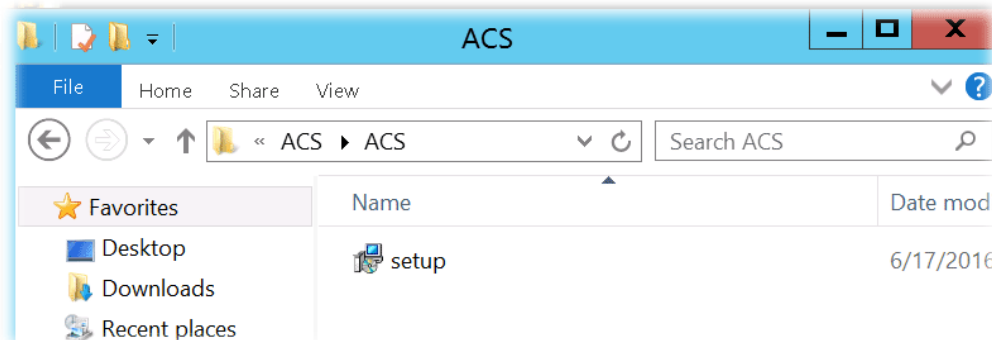 ACS
File Home Share View
« ACS ACS Search ACS
Favorites Name Date mod
Desktop setup 6/17/2016
Downloads
Recent places